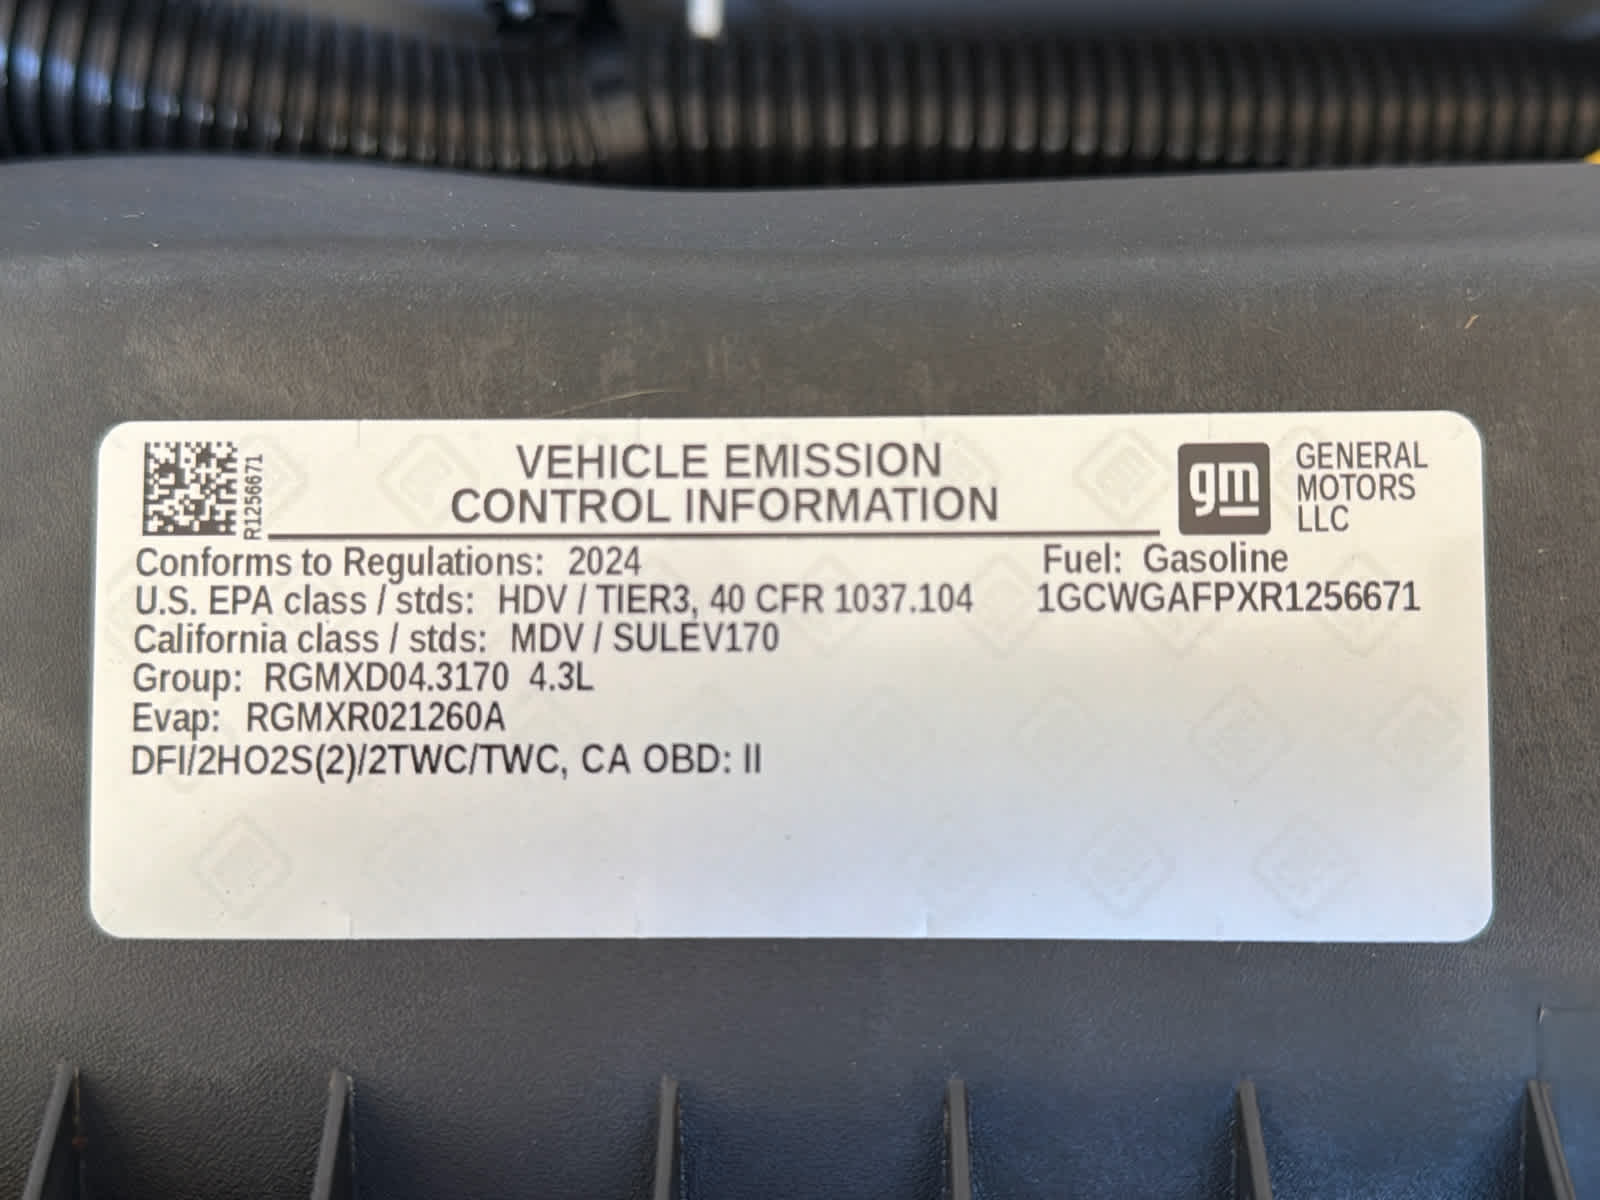 R1256671
VEHICLE EMISSION
CONTROL INFORMATION
gm
GENERAL
MOTORS
LLC
Conforms to Regulations: 2024
Fuel: Gasoline
U.S. EPA class / stds: HDV / TIER3, 40 CFR 1037.104
1GCWGAFPXR1256671
California class / stds: MDV / SULEV170
Group: RGMXD04.3170 4.3L
Evap: RGMXR021260A
DFI/2HO2S(2)/2TWC/TWC, CA OBD: II